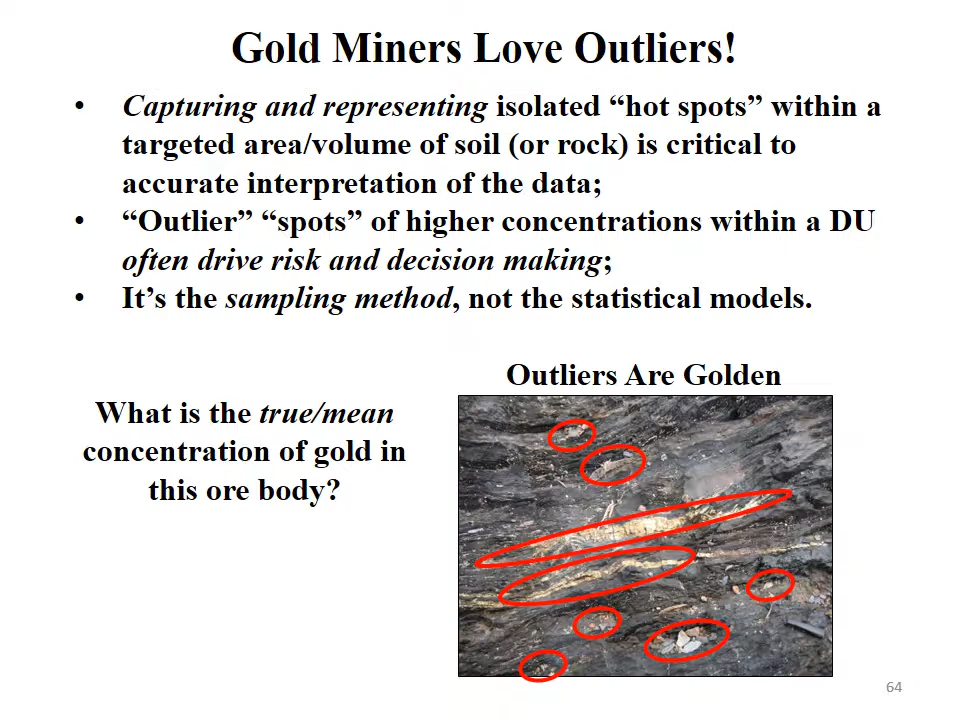 Gold Miners Love Outliers!
• Capturing and representing isolated “hot spots” within a
targeted area/volume of soil (or rock) is critical to
accurate interpretation of the data;
• “Outlier” “spots” of higher concentrations within a DU
often drive risk and decision making;
• It’s the sampling method, not the statistical models.
Outliers Are Golden
What is the true/mean
concentration of gold in
this ore body?
64